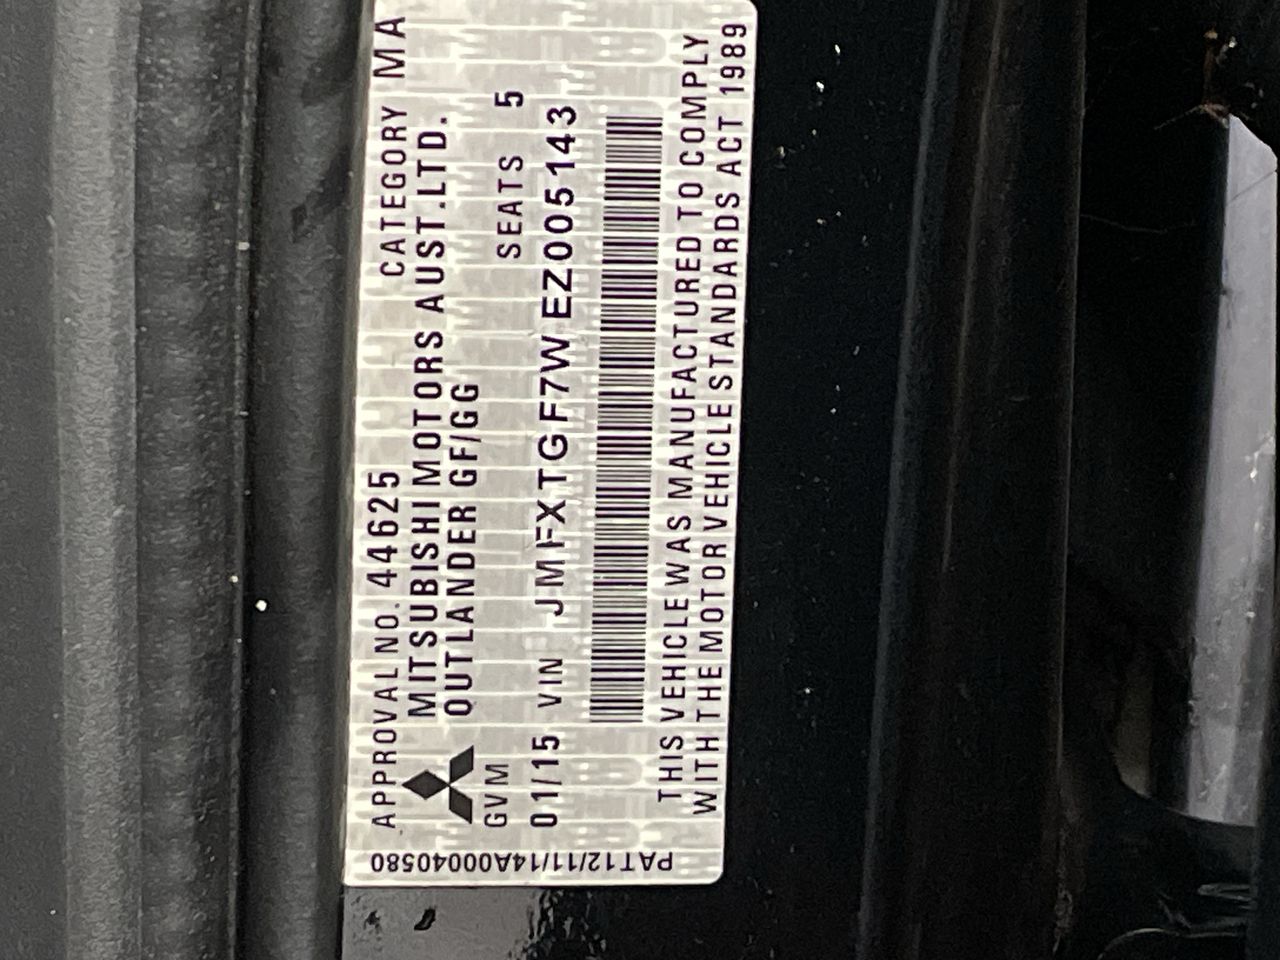 APPROVAL NO. 44625 CATEGORY MA
MITSUBISHI MOTORS AUST.LTD.
OUTLANDER GF/GG
GVM SEATS 5
01/15 VIN JMFXTGF7WEZ005143
THIS VEHICLE WAS MANUFACTURED TO COMPLY
WITH THE MOTOR VEHICLE STANDARDS ACT 1989
PAT12/11/14A00040580